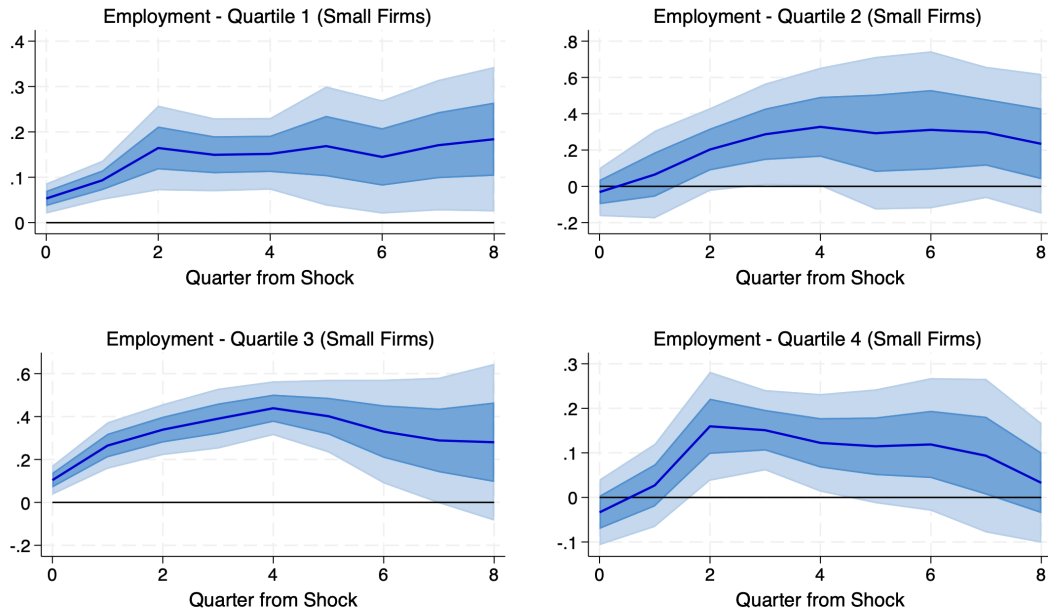 Employment - Quartile 1 (Small Firms)
.4
.3
.2
.1
0
0 2 4 6 8
Quarter from Shock
Employment - Quartile 2 (Small Firms)
.8
.6
.4
.2
0
-.2
0 2 4 6 8
Quarter from Shock
Employment - Quartile 3 (Small Firms)
.6
.4
.2
0
-.2
0 2 4 6 8
Quarter from Shock
Employment - Quartile 4 (Small Firms)
.3
.2
.1
0
-.1
0 2 4 6 8
Quarter from Shock